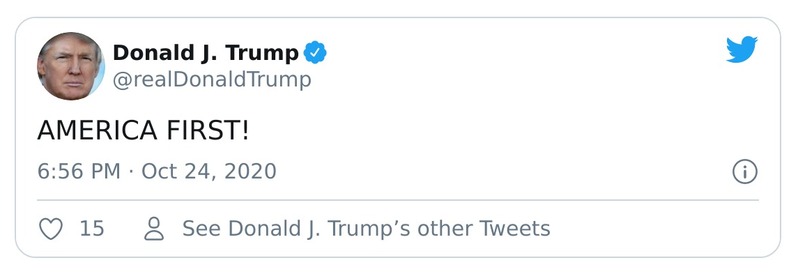 Donald J. Trump
@realDonaldTrump
AMERICA FIRST!
6:56 PM · Oct 24, 2020
15
See Donald J. Trump’s other Tweets